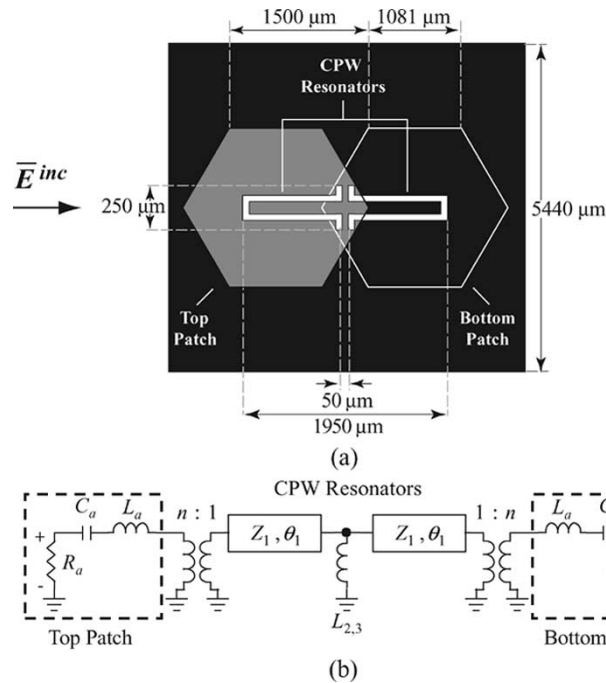 1500 µm
1081 µm
CPW
Resonators
E̅ inc
250 µm
5440 µm
Top
Patch
Bottom
Patch
50 µm
1950 µm
(a)
CPW Resonators
Cₐ
Lₐ
n : 1
1 : n
Lₐ
C
+
Rₐ
-
Z₁, θ₁
Z₁, θ₁
L₂,₃
Top Patch
Bottom
(b)